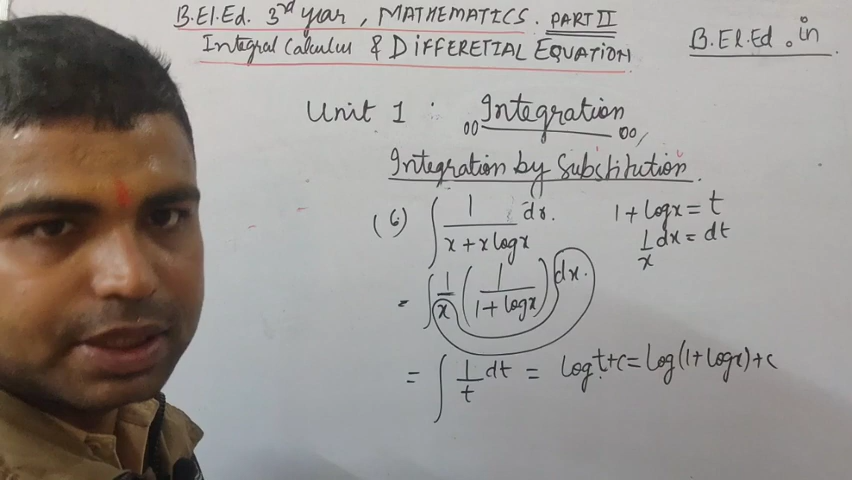 B.El.Ed. 3rd year, MATHEMATICS. PART II
Integral Calculus & DIFFERETIAL EQUATION
B.El.Ed.in
Unit 1 : Integration
Integration by Substitution.
(6) ∫ 1/(x + x log x) dx.
1 + log x = t
1/x dx = dt
= ∫ 1/x (1/(1 + log x)) dx.
= ∫ 1/t dt = log t + c = log(1 + log x) + c